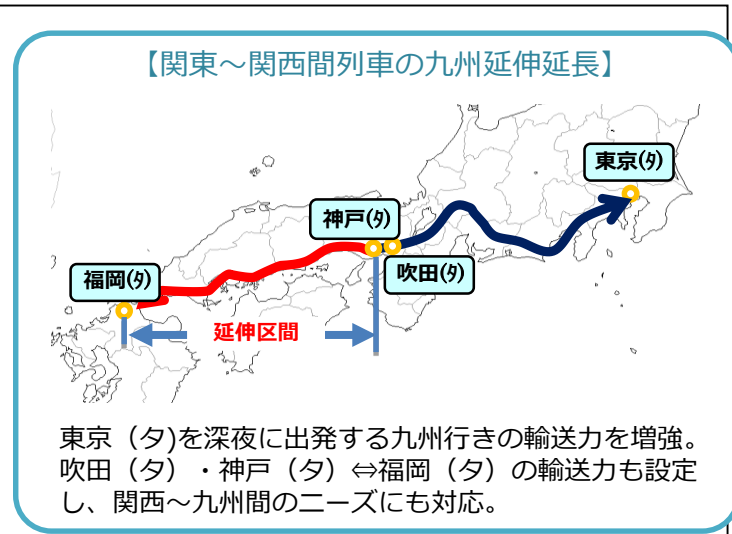 【関東～関西間列車の九州延伸延長】
東京(タ)
神戸(タ)
吹田(タ)
福岡(タ)
延伸区間
東京（タ)を深夜に出発する九州行きの輸送力を増強。
吹田（タ）・神戸（タ）⇔福岡（タ）の輸送力も設定
し、関西～九州間のニーズにも対応。